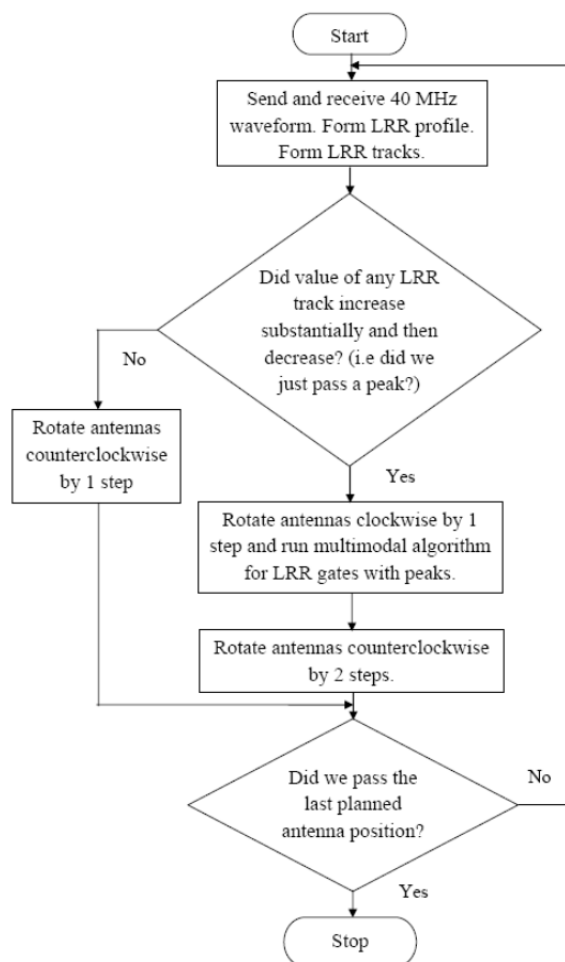 Start
Send and receive 40 MHz
waveform. Form LRR profile.
Form LRR tracks.
Did value of any LRR
track increase
substantially and then
decrease? (i.e did we
just pass a peak?)
No
Rotate antennas
counterclockwise
by 1 step
Yes
Rotate antennas clockwise by 1
step and run multimodal algorithm
for LRR gates with peaks.
Rotate antennas counterclockwise
by 2 steps.
Did we pass the
last planned
antenna position?
No
Yes
Stop